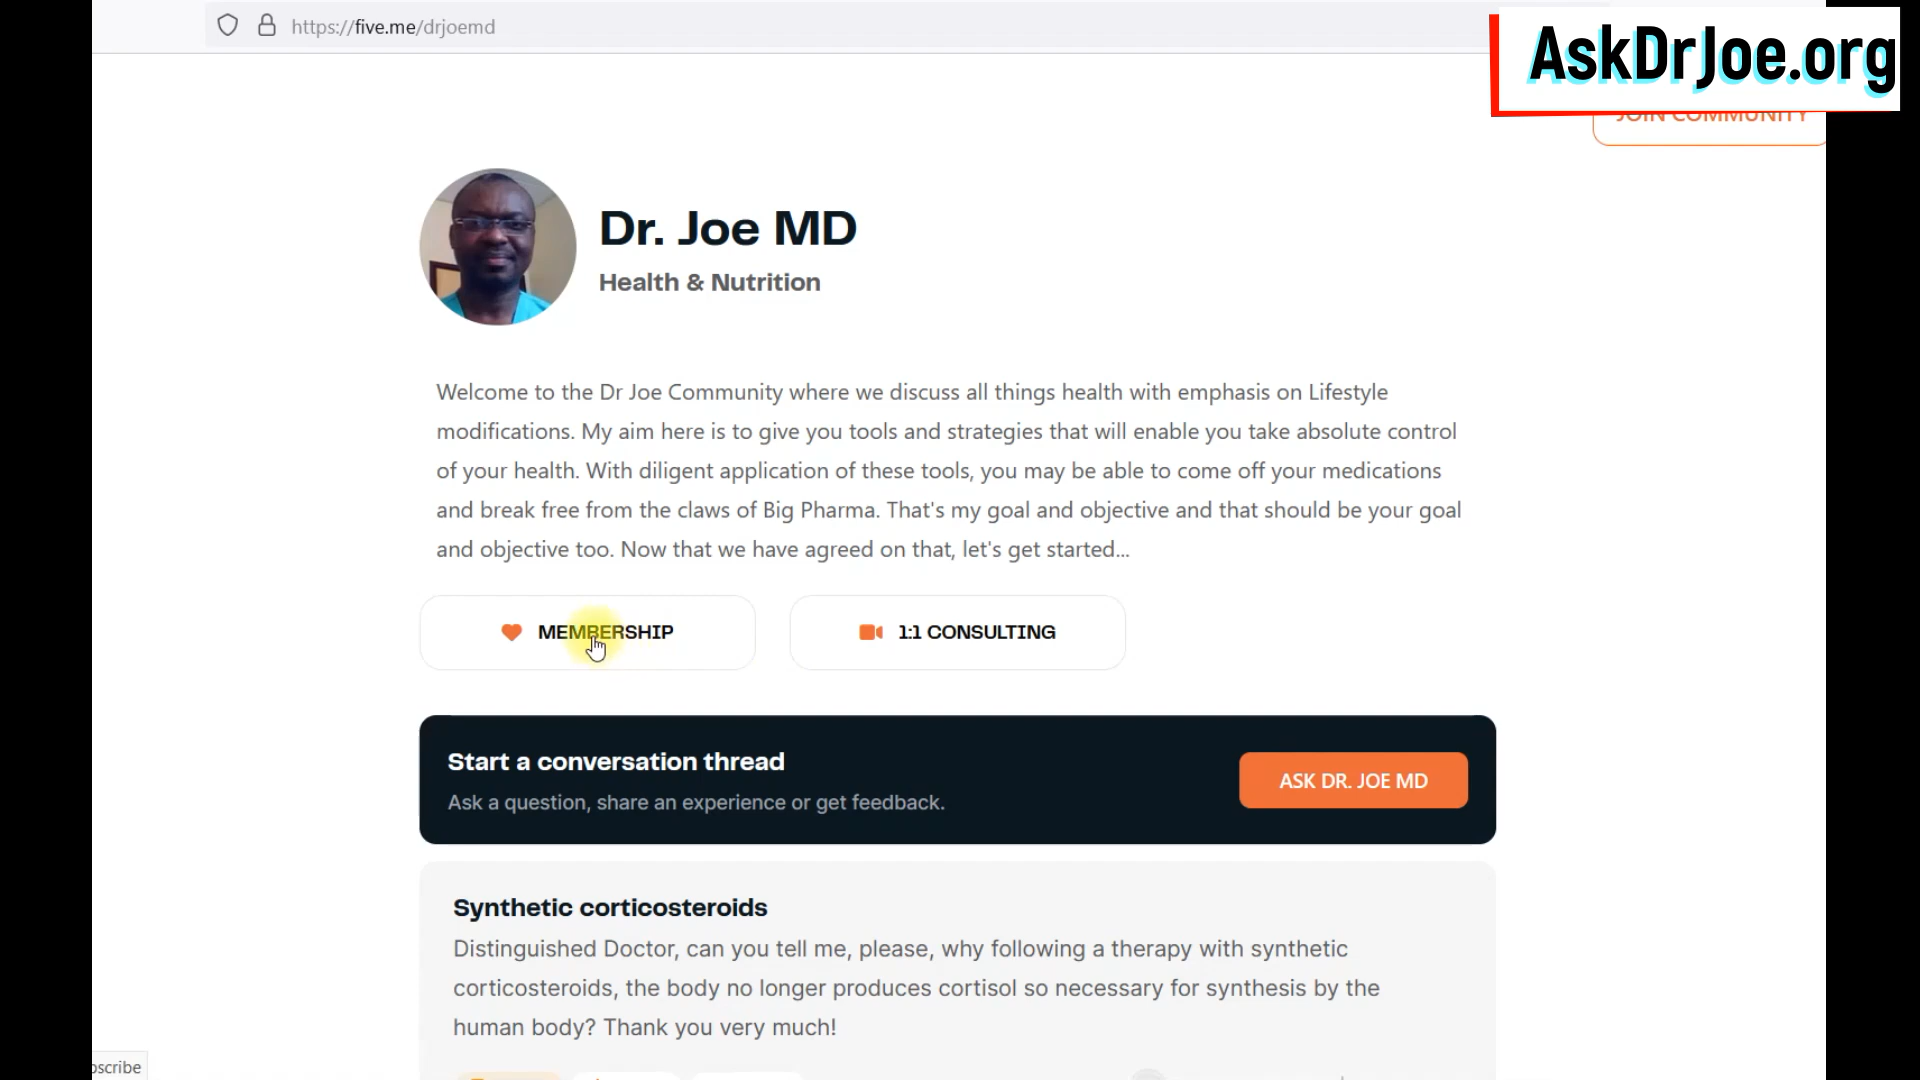 https://five.me/drjoemd
AskDrJoe.org
JOIN COMMUNITY
Dr. Joe MD
Health & Nutrition
Welcome to the Dr Joe Community where we discuss all things health with emphasis on Lifestyle
modifications. My aim here is to give you tools and strategies that will enable you take absolute control
of your health. With diligent application of these tools, you may be able to come off your medications
and break free from the claws of Big Pharma. That's my goal and objective and that should be your goal
and objective too. Now that we have agreed on that, let's get started...
MEMBERSHIP
1:1 CONSULTING
Start a conversation thread
Ask a question, share an experience or get feedback.
ASK DR. JOE MD
Synthetic corticosteroids
Distinguished Doctor, can you tell me, please, why following a therapy with synthetic
corticosteroids, the body no longer produces cortisol so necessary for synthesis by the
human body? Thank you very much!